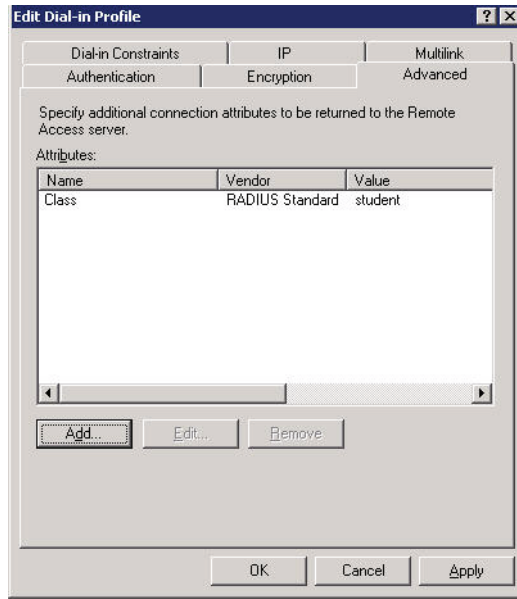 Edit Dial-in Profile
Dial-in Constraints IP Multilink
Authentication Encryption Advanced
Specify additional connection attributes to be returned to the Remote
Access server.
Attributes:
Name Vendor Value
Class RADIUS Standard student
Add... Edit... Remove
OK Cancel Apply